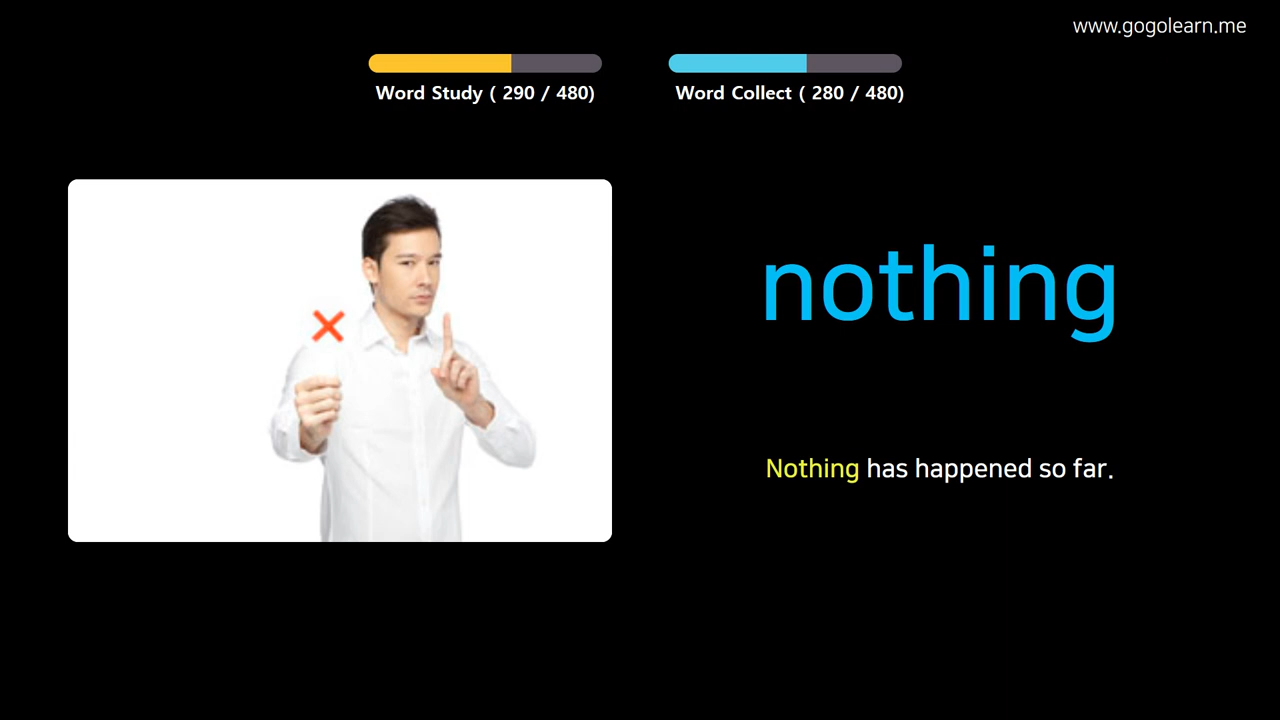 www.gogolearn.me
Word Study ( 290 / 480)
Word Collect ( 280 / 480)
nothing
Nothing has happened so far.